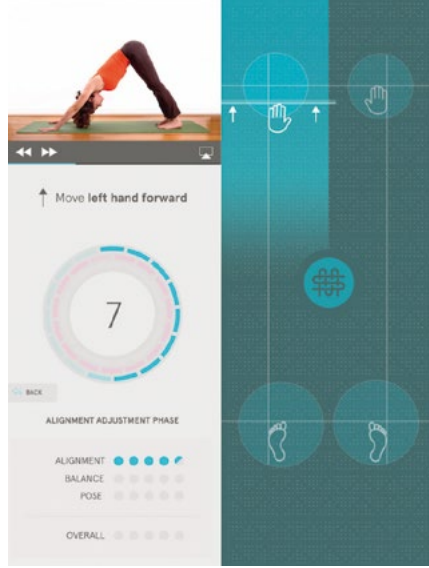 Move left hand forward
7
BACK
ALIGNMENT ADJUSTMENT PHASE
ALIGNMENT
BALANCE
POSE
OVERALL